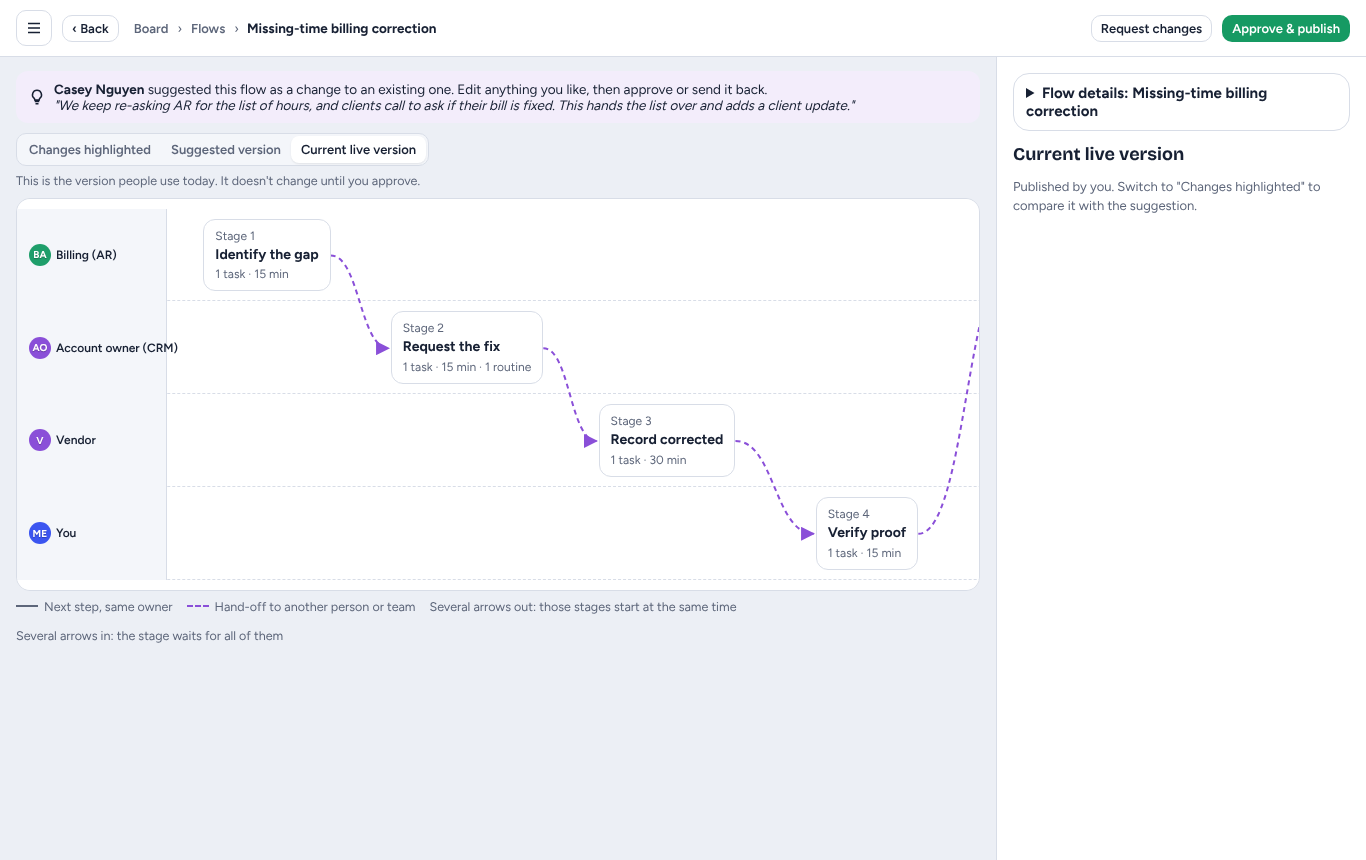 ‹ Back
Board › Flows › Missing-time billing correction
Request changes
Approve & publish
Casey Nguyen suggested this flow as a change to an existing one. Edit anything you like, then approve or send it back.
"We keep re-asking AR for the list of hours, and clients call to ask if their bill is fixed. This hands the list over and adds a client update."
Changes highlighted
Suggested version
Current live version
This is the version people use today. It doesn't change until you approve.
BA Billing (AR)
Stage 1
Identify the gap
1 task · 15 min
AO Account owner (CRM)
Stage 2
Request the fix
1 task · 15 min · 1 routine
V Vendor
Stage 3
Record corrected
1 task · 30 min
ME You
Stage 4
Verify proof
1 task · 15 min
Next step, same owner
Hand-off to another person or team
Several arrows out: those stages start at the same time
Several arrows in: the stage waits for all of them
Flow details: Missing-time billing
correction
Current live version
Published by you. Switch to "Changes highlighted" to
compare it with the suggestion.